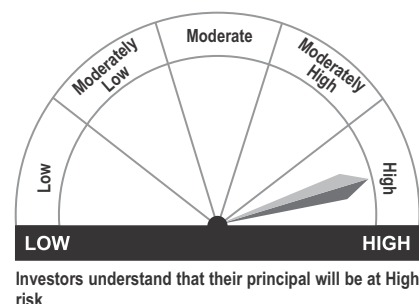 Moderate
Moderately
Low
Moderately
High
Low
High
LOW HIGH
Investors understand that their principal will be at High
risk